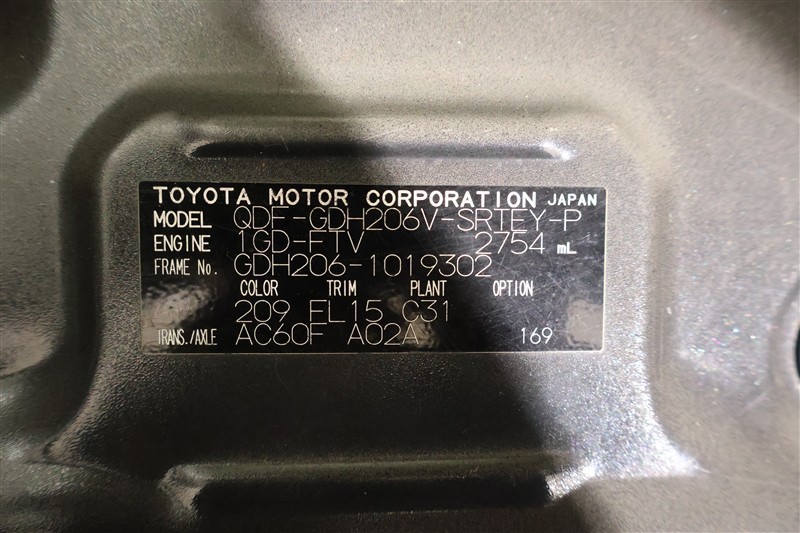 TOYOTA MOTOR CORPORATION JAPAN
MODEL QDF-GDH206V-SRTEY-P
ENGINE 1GD-FTV 2754 mL
FRAME No. GDH206-1019302
COLOR TRIM PLANT OPTION
209 FL15 C31
TRANS./AXLE AC60F A02A 169